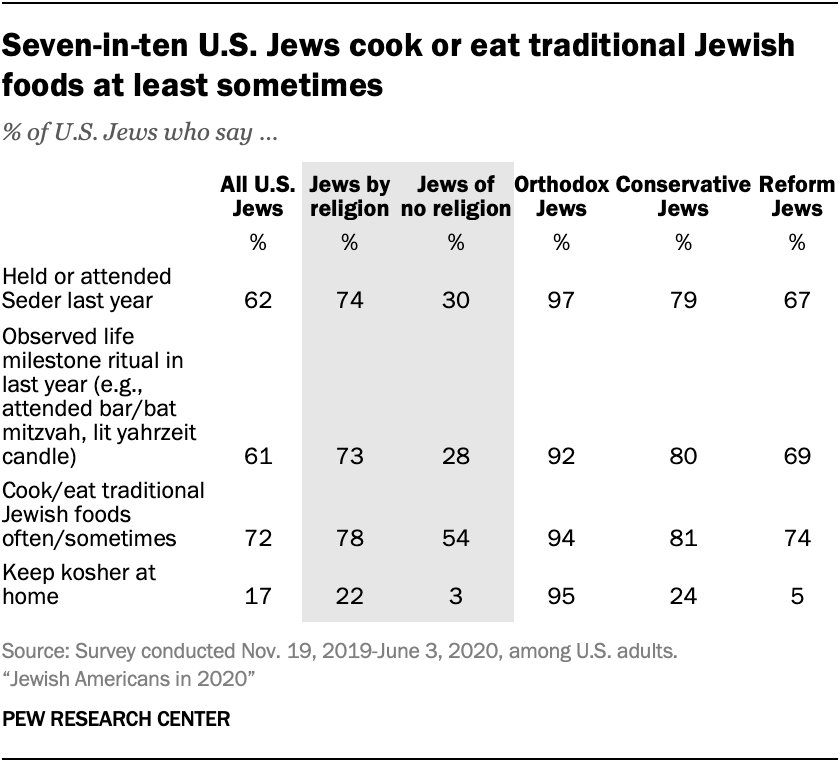 Seven-in-ten U.S. Jews cook or eat traditional Jewish
foods at least sometimes
% of U.S. Jews who say ...
All U.S. Jews by Jews of Orthodox Conservative Reform
Jews religion no religion Jews Jews Jews
% % % % % %
Held or attended
Seder last year 62 74 30 97 79 67
Observed life
milestone ritual in
last year (e.g.,
attended bar/bat
mitzvah, lit yahrzeit
candle) 61 73 28 92 80 69
Cook/eat traditional
Jewish foods
often/sometimes 72 78 54 94 81 74
Keep kosher at
home 17 22 3 95 24 5
Source: Survey conducted Nov. 19, 2019-June 3, 2020, among U.S. adults.
“Jewish Americans in 2020”
PEW RESEARCH CENTER